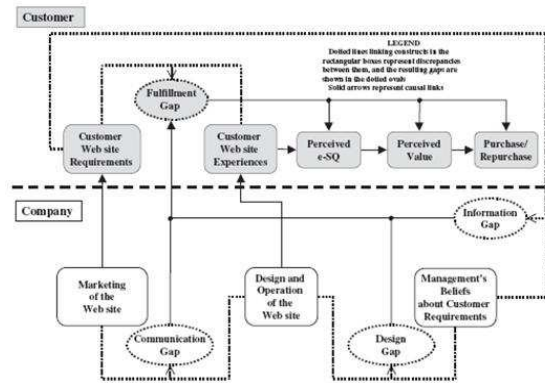 Customer
LEGEND
Dotted lines linking constructs in the
rectangular boxes represent discrepancies
between them, and the resulting gaps are
shown in the dotted ovals
Solid arrows represent causal links
Fulfillment
Gap
Customer
Web site
Requirements
Customer
Web site
Experiences
Perceived
e-SQ
Perceived
Value
Purchase/
Repurchase
Company
Information
Gap
Marketing
of the
Web site
Design and
Operation
of the
Web site
Management's
Beliefs
about Customer
Requirements
Communication
Gap
Design
Gap